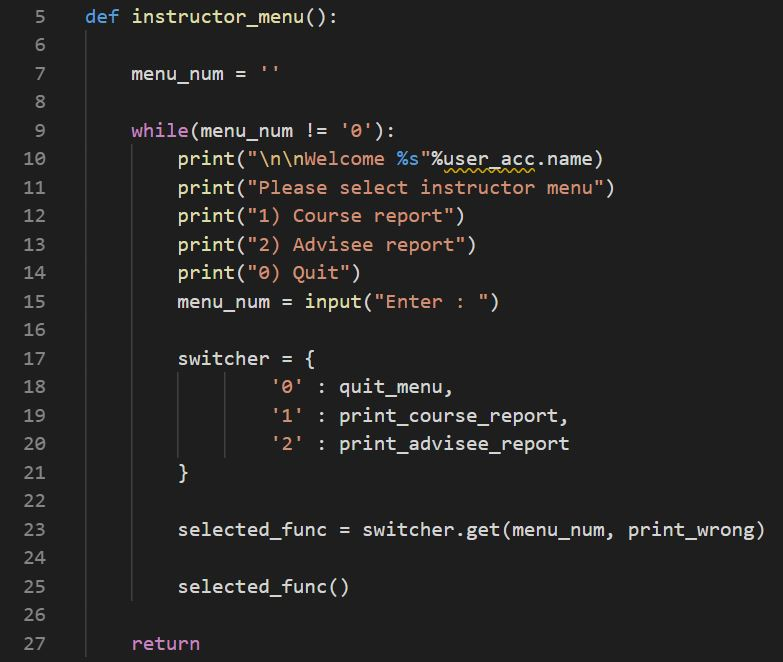 5 def instructor_menu():
6
7 menu_num = ''
8
9 while(menu_num != '0'):
10 print("\n\nWelcome %s"%user_acc.name)
11 print("Please select instructor menu")
12 print("1) Course report")
13 print("2) Advisee report")
14 print("0) Quit")
15 menu_num = input("Enter : ")
16
17 switcher = {
18 '0' : quit_menu,
19 '1' : print_course_report,
20 '2' : print_advisee_report
21 }
22
23 selected_func = switcher.get(menu_num, print_wrong)
24
25 selected_func()
26
27 return